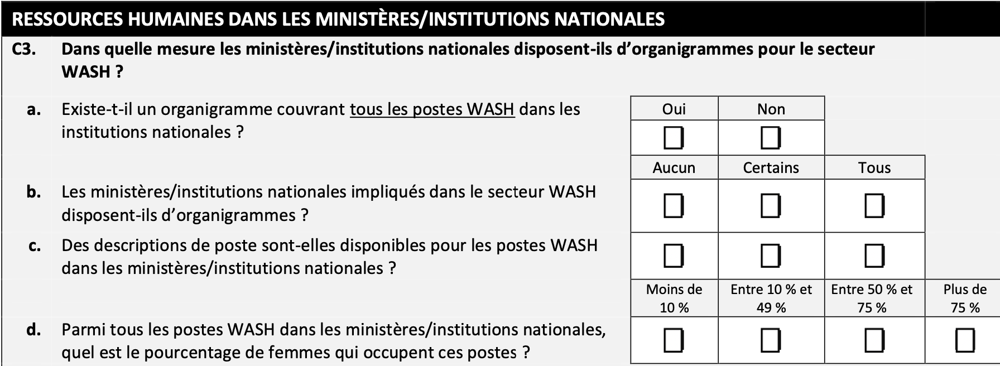 RESSOURCES HUMAINES DANS LES MINISTÈRES/INSTITUTIONS NATIONALES
C3. Dans quelle mesure les ministères/institutions nationales disposent-ils d’organigrammes pour le secteur
WASH ?
a. Existe-t-il un organigramme couvrant tous les postes WASH dans les
institutions nationales ?
Oui Non
Aucun Certains Tous
b. Les ministères/institutions nationales impliqués dans le secteur WASH
disposent-ils d’organigrammes ?
c. Des descriptions de poste sont-elles disponibles pour les postes WASH
dans les ministères/institutions nationales ?
Moins de Entre 10 % et Entre 50 % et Plus de
10 % 49 % 75 % 75 %
d. Parmi tous les postes WASH dans les ministères/institutions nationales,
quel est le pourcentage de femmes qui occupent ces postes ?